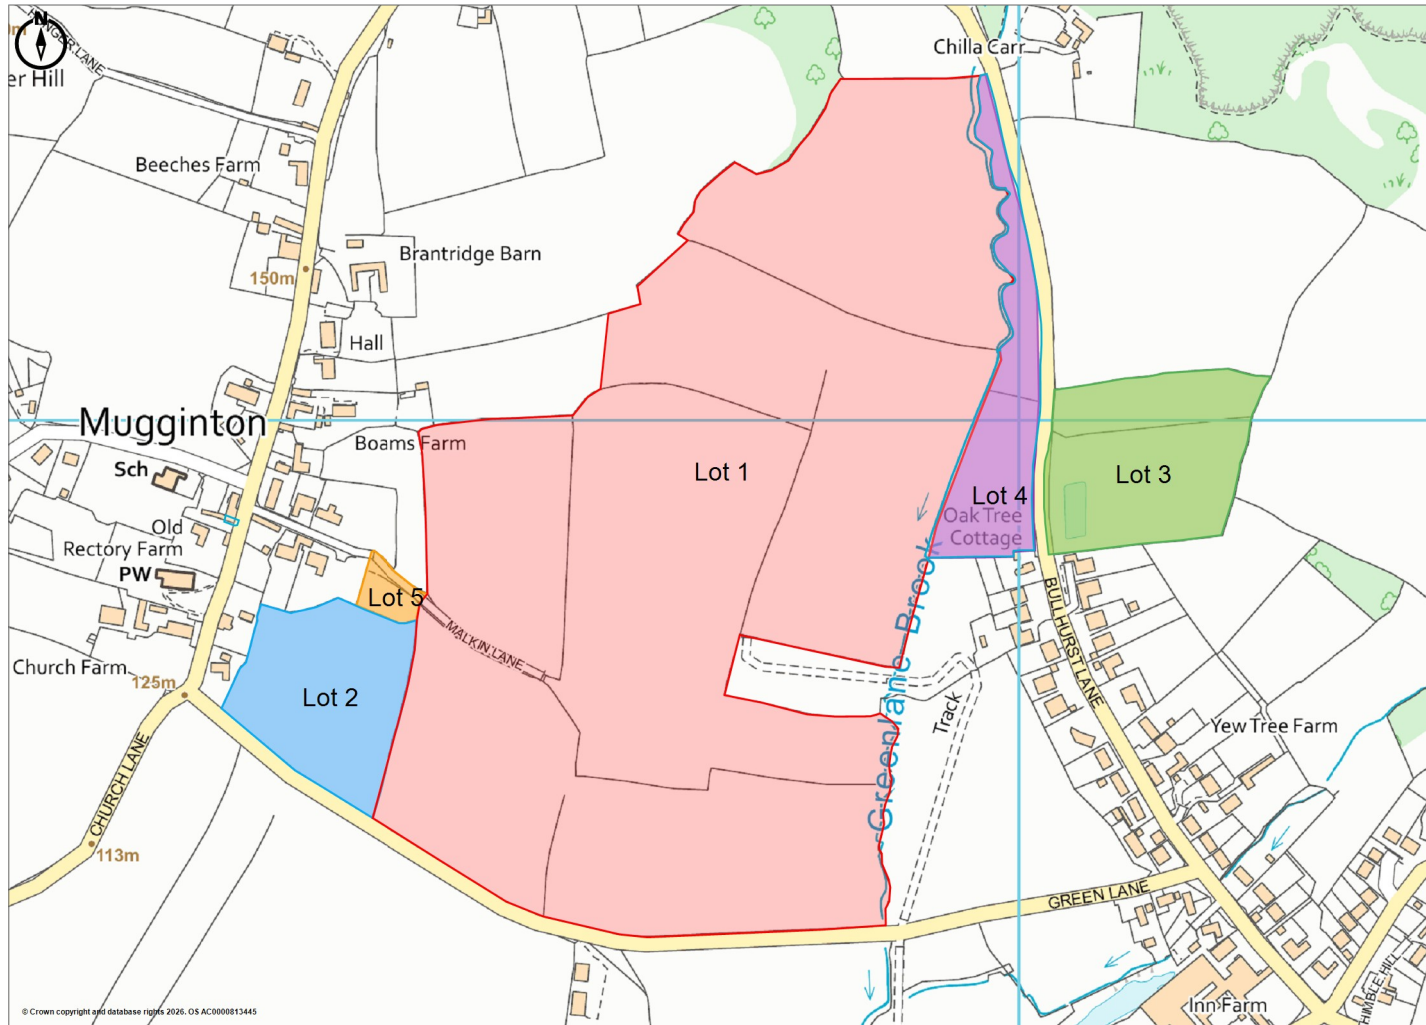 N
Chilla Carr
er Hill
Beeches Farm
Brantridge Barn
150m
Hall
Mugginton
Boams Farm
Sch
Lot 1
Lot 3
Lot 4
Oak Tree
Cottage
Old
Rectory Farm
PW
Lot 5
MALKIN LANE
Greenlane Brook
BULLHURST LANE
Church Farm
125m
Lot 2
Track
Yew Tree Farm
CHURCH LANE
113m
GREEN LANE
Inn Farm
© Crown copyright and database rights 2026. OS AC0000813445